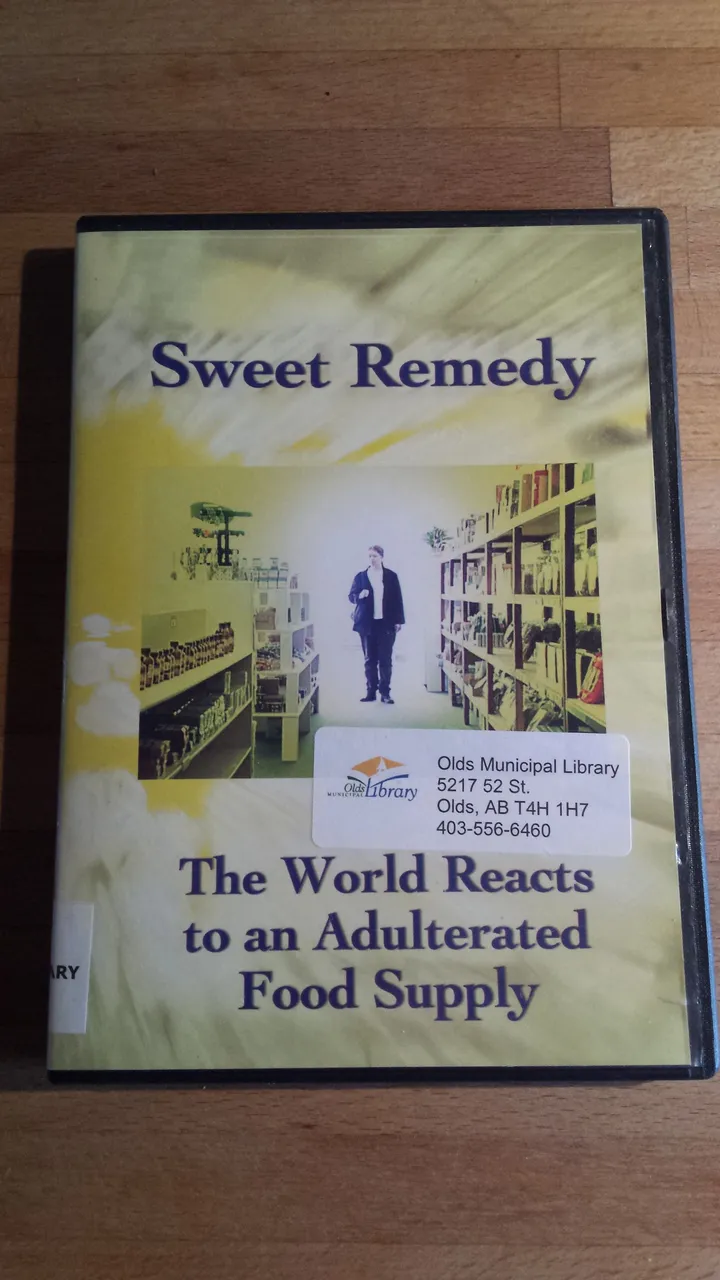 Sweet Remedy
Olds
MUNICIPAL Library
Olds Municipal Library
5217 52 St.
Olds, AB T4H 1H7
403-556-6460
The World Reacts
to an Adulterated
Food Supply
ARY